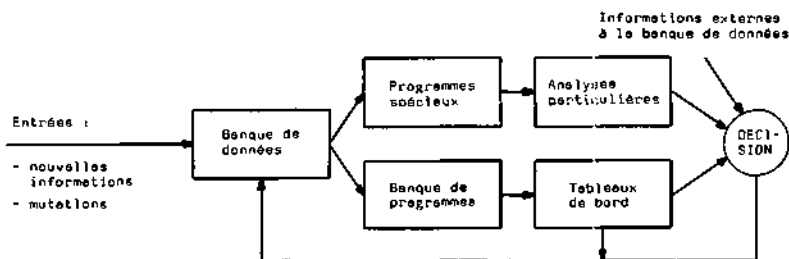 Informations externes
à la banque de données
Programmes
spéciaux
Analyses
particulières
Entrées :
Banque de
données
DECI-
SION
- nouvelles
informations
- mutations
Banque de
programmes
Tableaux
de bord